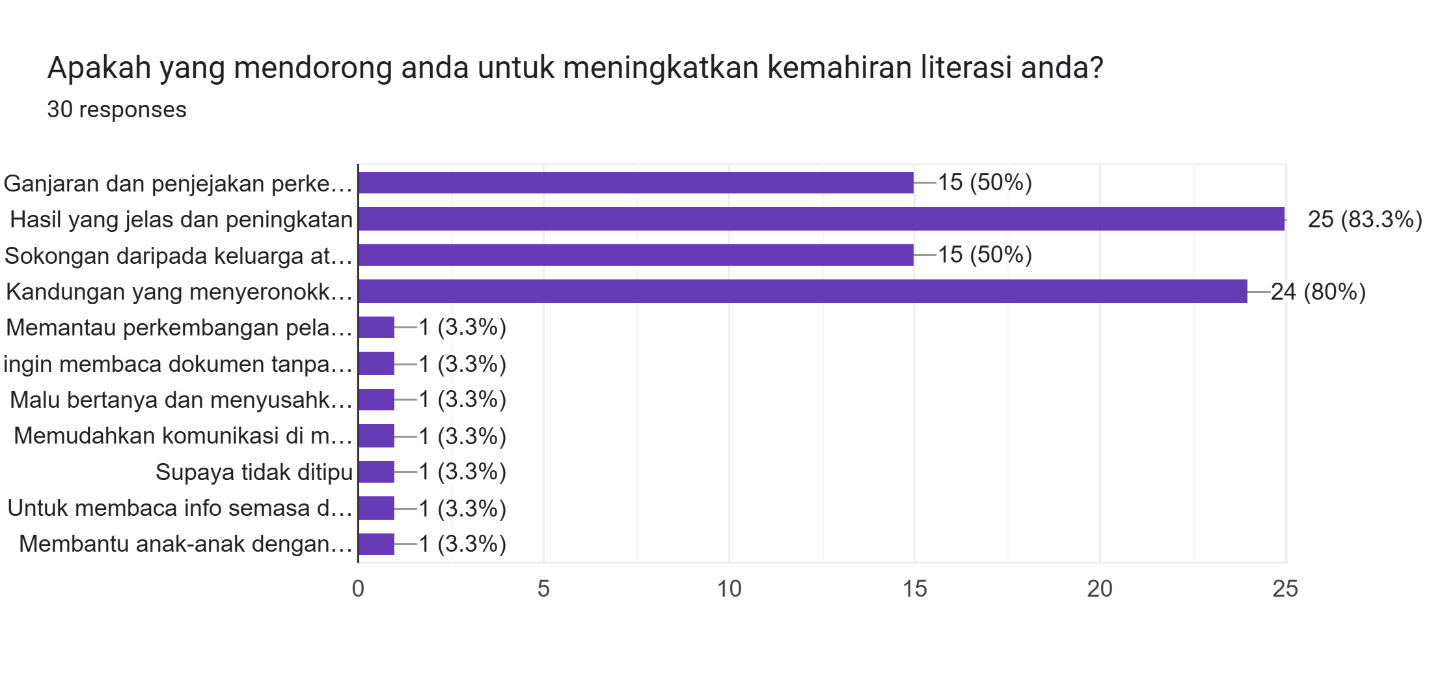 Apakah yang mendorong anda untuk meningkatkan kemahiran literasi anda?
30 responses
Ganjaran dan penjejakan perke… 15 (50%)
Hasil yang jelas dan peningkatan 25 (83.3%)
Sokongan daripada keluarga at… 15 (50%)
Kandungan yang menyeronokk… 24 (80%)
Memantau perkembangan pela… 1 (3.3%)
ingin membaca dokumen tanpa… 1 (3.3%)
Malu bertanya dan menyusahk… 1 (3.3%)
Memudahkan komunikasi di m… 1 (3.3%)
Supaya tidak ditipu 1 (3.3%)
Untuk membaca info semasa d… 1 (3.3%)
Membantu anak-anak dengan… 1 (3.3%)
0 5 10 15 20 25